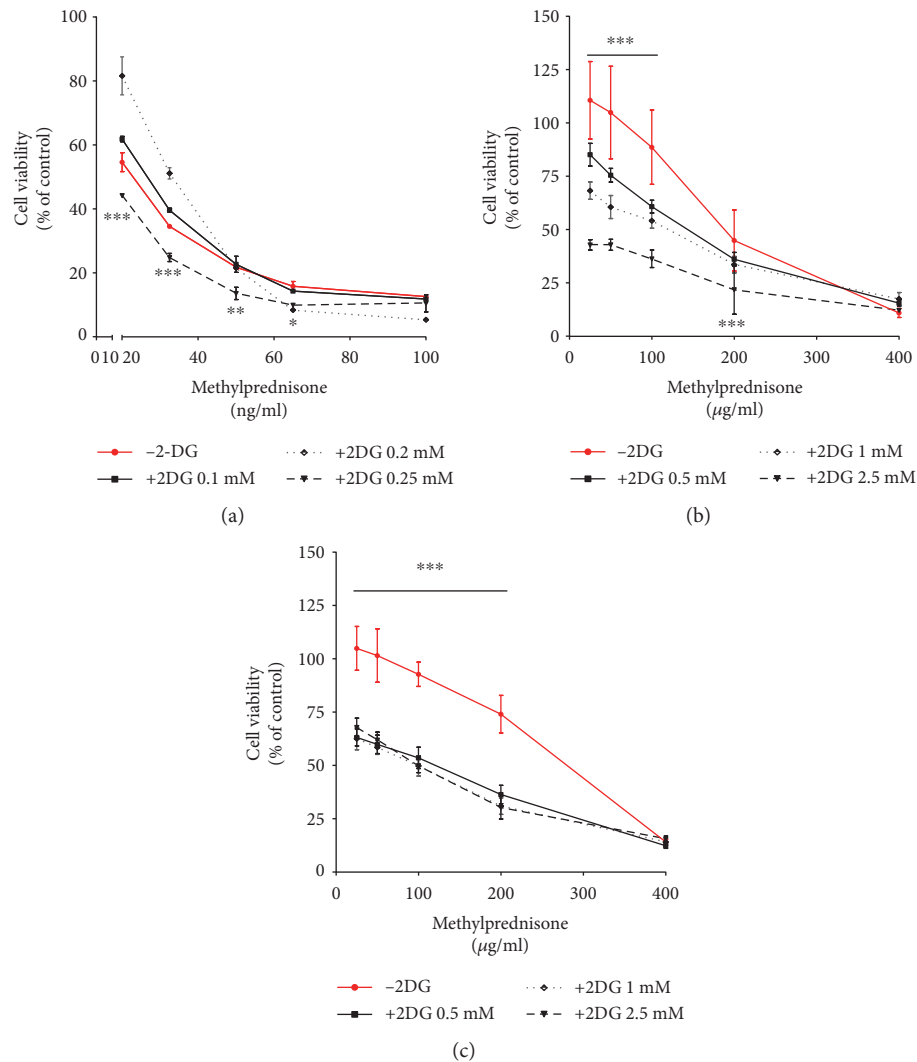 100
80
60
40
20
0
Cell viability
(% of control)
***
***
**
*
0 10 20 40 60 80 100
Methylprednisone
(ng/ml)
−2-DG
+2DG 0.1 mM
+2DG 0.2 mM
+2DG 0.25 mM
(a)
150
125
100
75
50
25
0
Cell viability
(% of control)
***
***
0 100 200 300 400
Methylprednisone
(μg/ml)
−2DG
+2DG 0.5 mM
+2DG 1 mM
+2DG 2.5 mM
(b)
150
125
100
75
50
25
0
Cell viability
(% of control)
***
0 100 200 300 400
Methylprednisone
(μg/ml)
−2DG
+2DG 0.5 mM
+2DG 1 mM
+2DG 2.5 mM
(c)